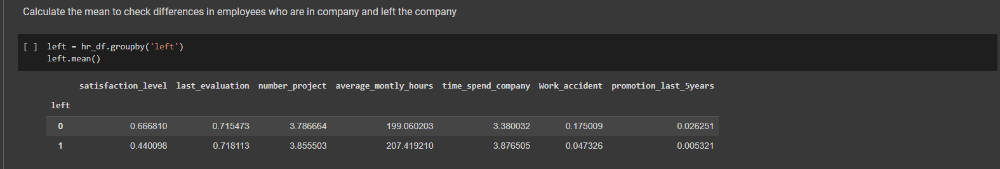 Calculate the mean to check differences in employees who are in company and left the company
[ ] left = hr_df.groupby('left')
left.mean()
satisfaction_level last_evaluation number_project average_montly_hours time_spend_company Work_accident promotion_last_5years
left
0 0.666810 0.715473 3.786664 199.060203 3.380032 0.175009 0.026251
1 0.440098 0.718113 3.855503 207.419210 3.876505 0.047326 0.005321